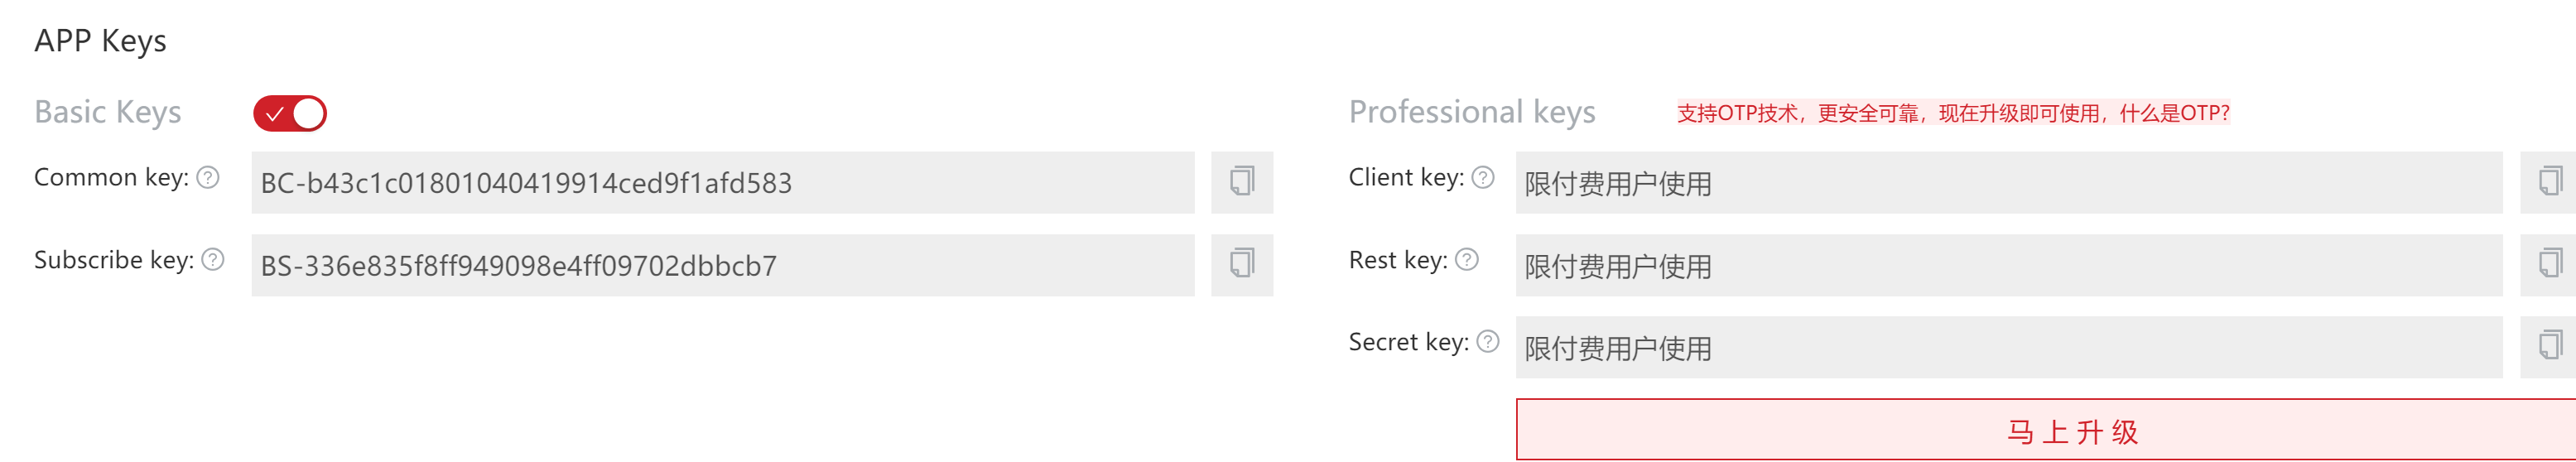 APP Keys
Basic Keys
Common key:
BC-b43c1c01801040419914ced9f1afd583
Subscribe key:
BS-336e835f8ff949098e4ff09702dbbcb7
Professional keys
支持OTP技术，更安全可靠，现在升级即可使用，什么是OTP?
Client key:
限付费用户使用
Rest key:
限付费用户使用
Secret key:
限付费用户使用
马上升级